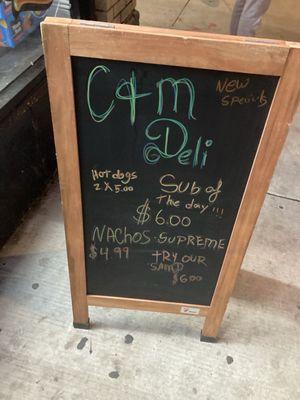 C&M
Deli
New
Specials
Hot dogs
2 X 5.00
Sub of
The day!!!
$6.00
NACHOS - SUPREME
$4.99
tRY OUR
SAND
$6.00